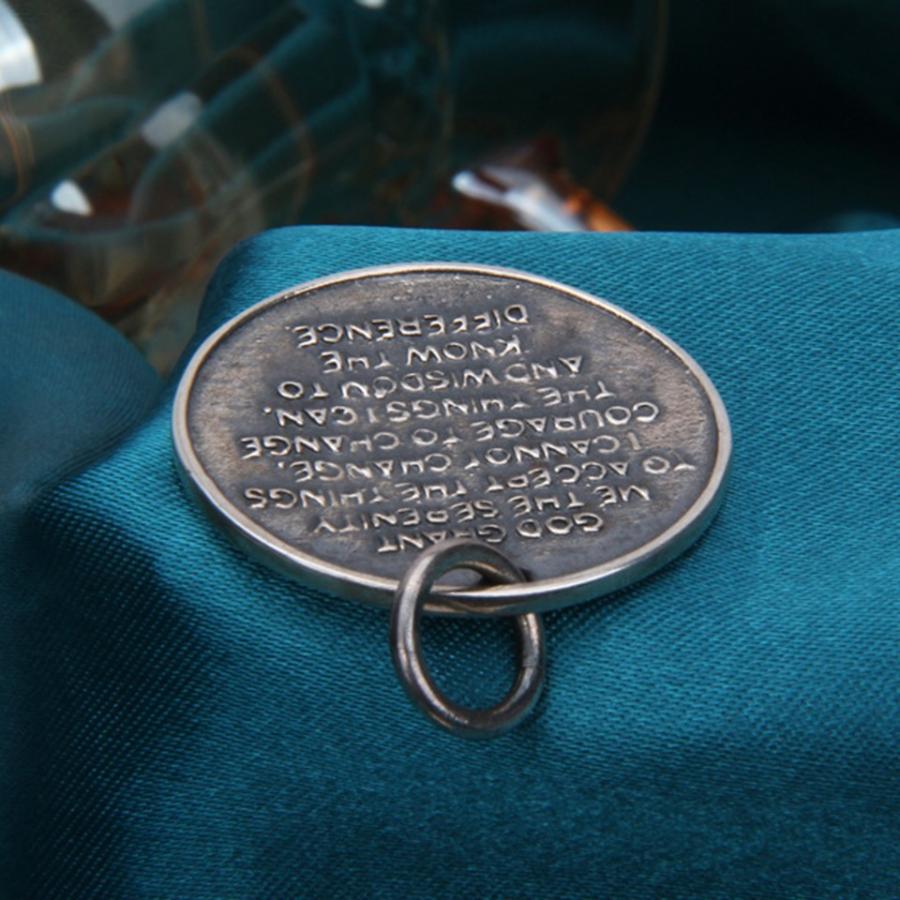 GOD GRANT
ME THE SERENITY
TO ACCEPT THE THINGS
I CANNOT CHANGE,
COURAGE TO CHANGE
THE THINGS I CAN,
AND WISDOM TO
KNOW THE
DIFFERENCE.